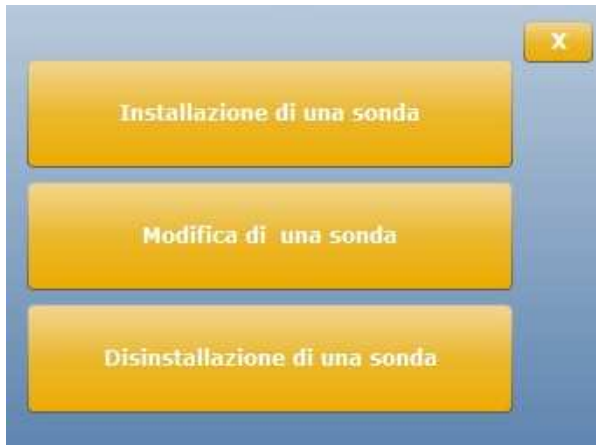 X
Installazione di una sonda
Modifica di  una sonda
Disinstallazione di una sonda